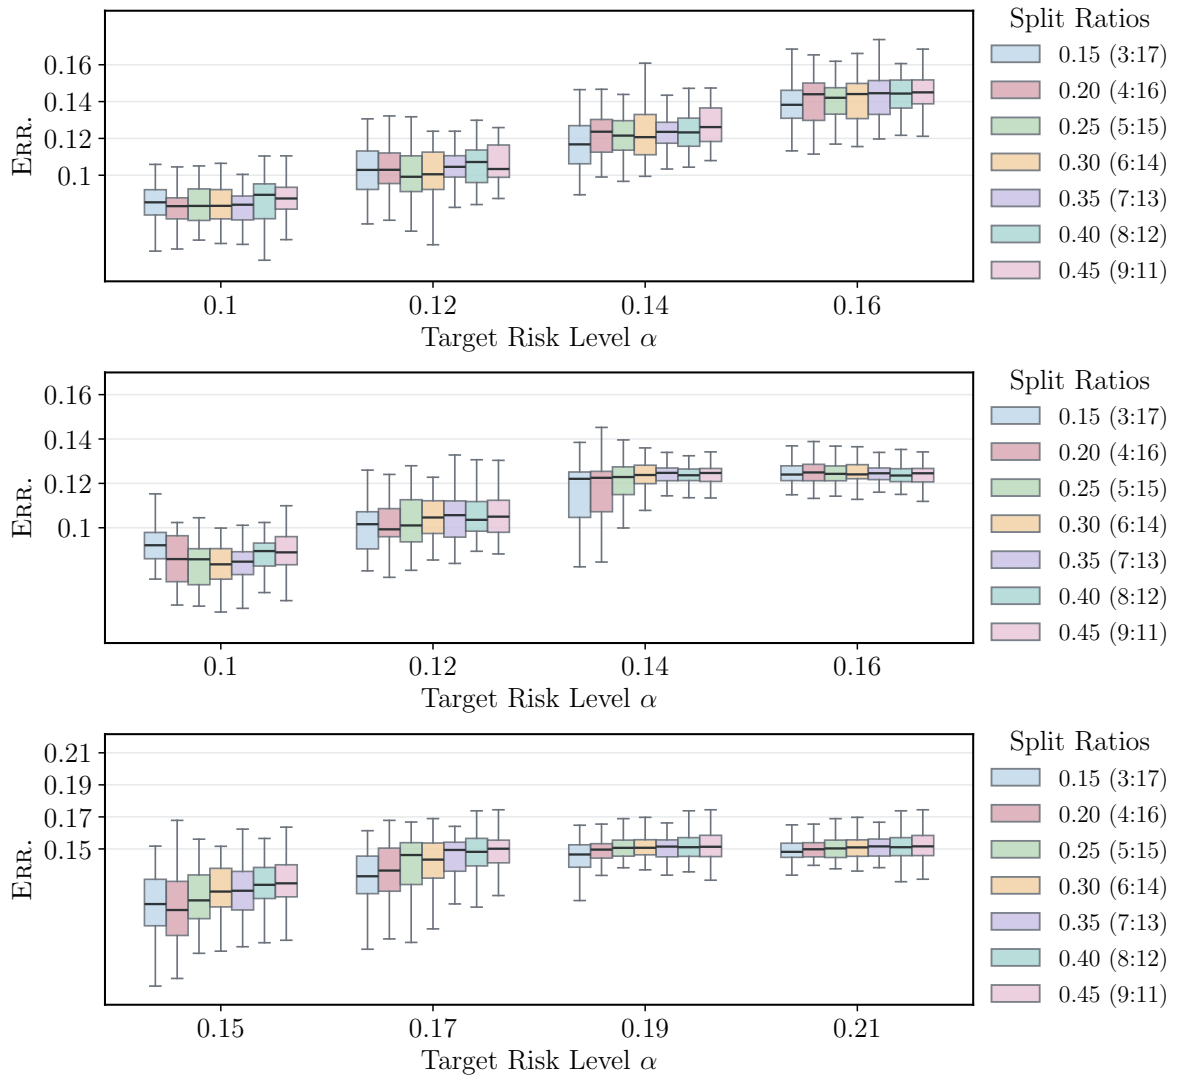 Split Ratios
0.15 (3:17)
0.20 (4:16)
0.25 (5:15)
0.30 (6:14)
0.35 (7:13)
0.40 (8:12)
0.45 (9:11)
ERR.
0.16
0.14
0.12
0.1
0.1 0.12 0.14 0.16
Target Risk Level α
Split Ratios
0.15 (3:17)
0.20 (4:16)
0.25 (5:15)
0.30 (6:14)
0.35 (7:13)
0.40 (8:12)
0.45 (9:11)
ERR.
0.16
0.14
0.12
0.1
0.1 0.12 0.14 0.16
Target Risk Level α
Split Ratios
0.15 (3:17)
0.20 (4:16)
0.25 (5:15)
0.30 (6:14)
0.35 (7:13)
0.40 (8:12)
0.45 (9:11)
ERR.
0.21
0.19
0.17
0.15
0.15 0.17 0.19 0.21
Target Risk Level α